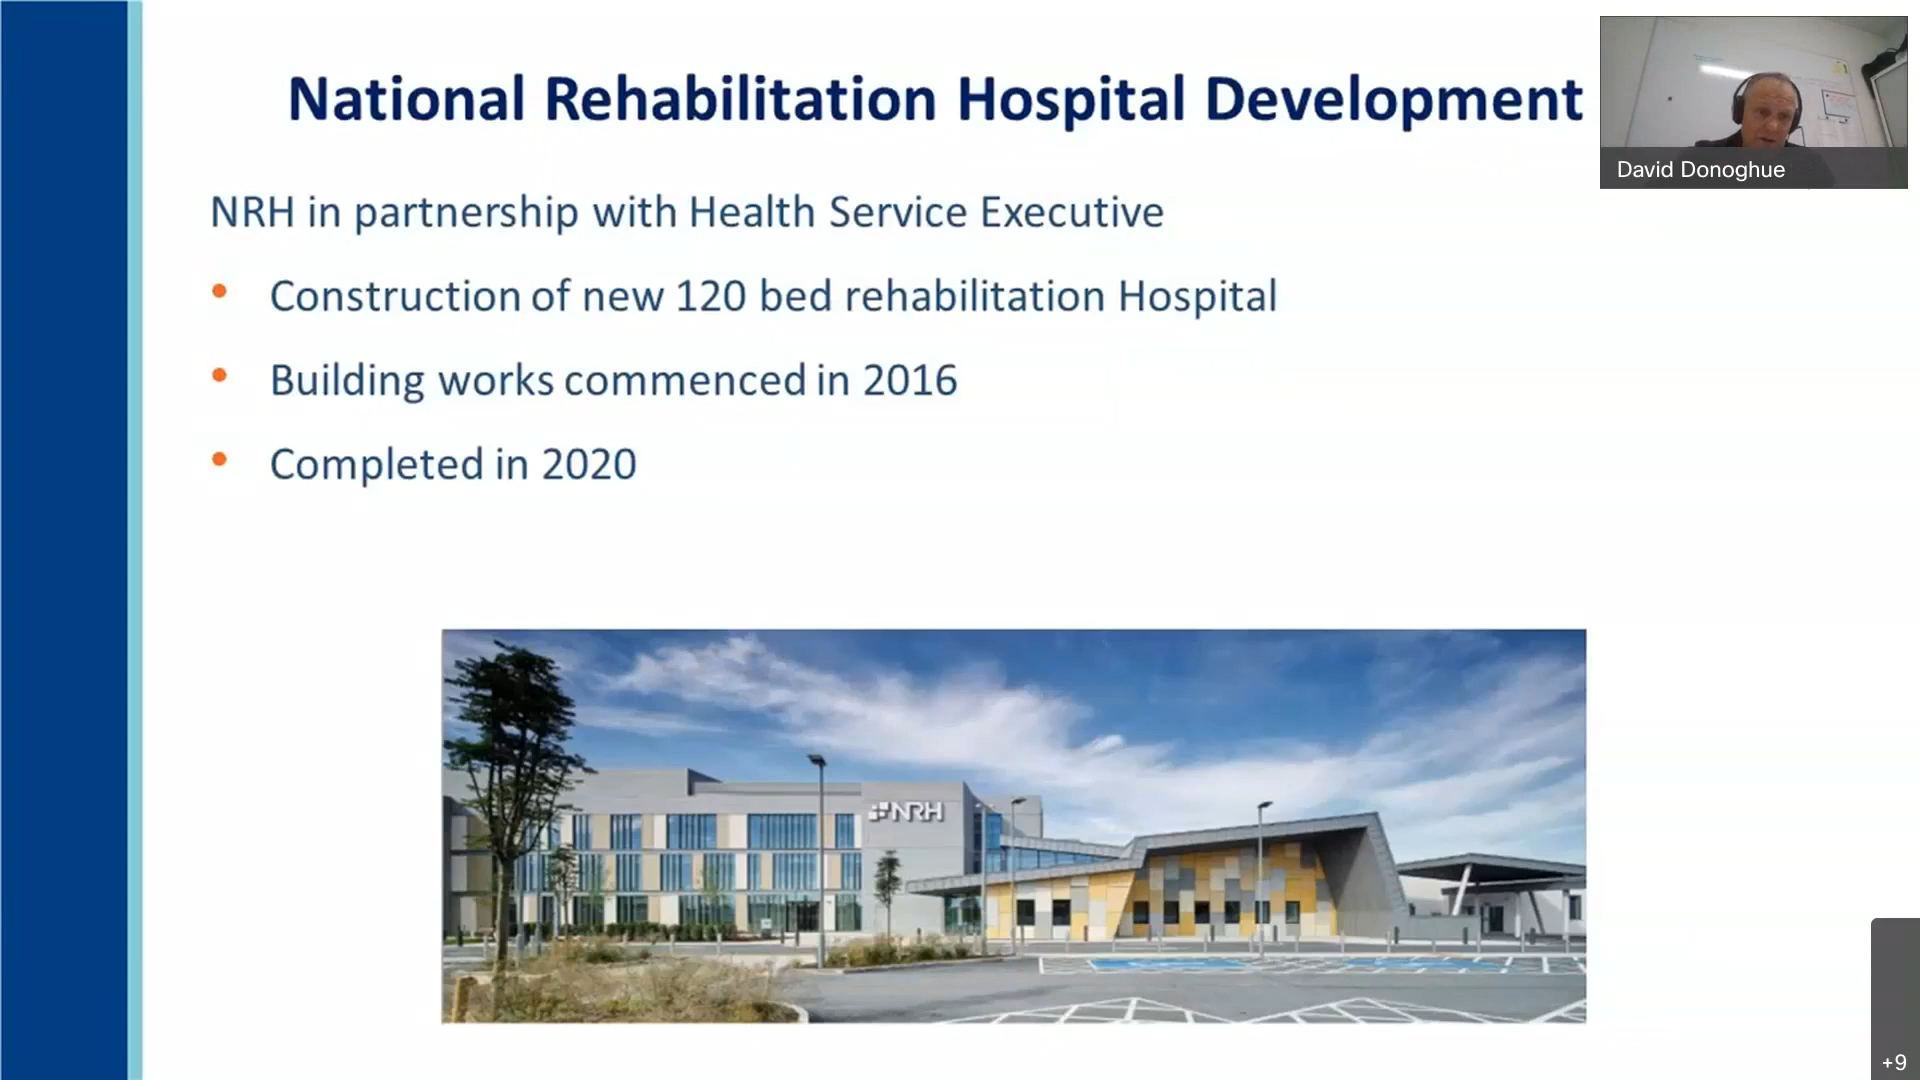 National Rehabilitation Hospital Development
David Donoghue
NRH in partnership with Health Service Executive
• Construction of new 120 bed rehabilitation Hospital
• Building works commenced in 2016
• Completed in 2020
NRH
+9